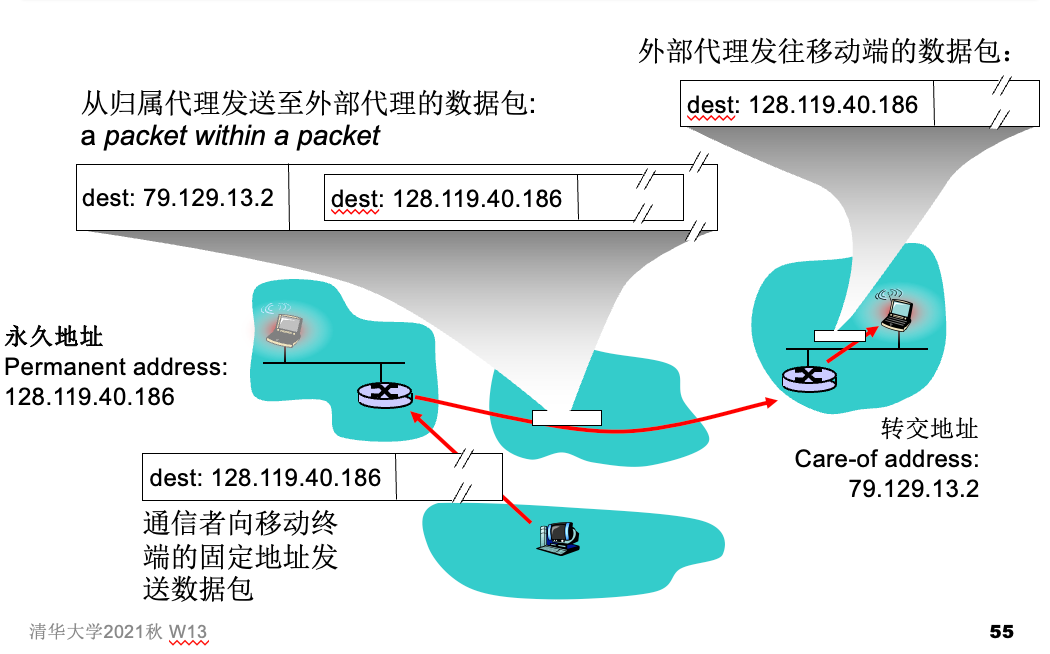 外部代理发往移动端的数据包：
dest: 128.119.40.186
从归属代理发送至外部代理的数据包:
a packet within a packet
dest: 79.129.13.2
dest: 128.119.40.186
永久地址
Permanent address:
128.119.40.186
转交地址
Care-of address:
79.129.13.2
dest: 128.119.40.186
通信者向移动终
端的固定地址发
送数据包
清华大学2021秋 W13
55